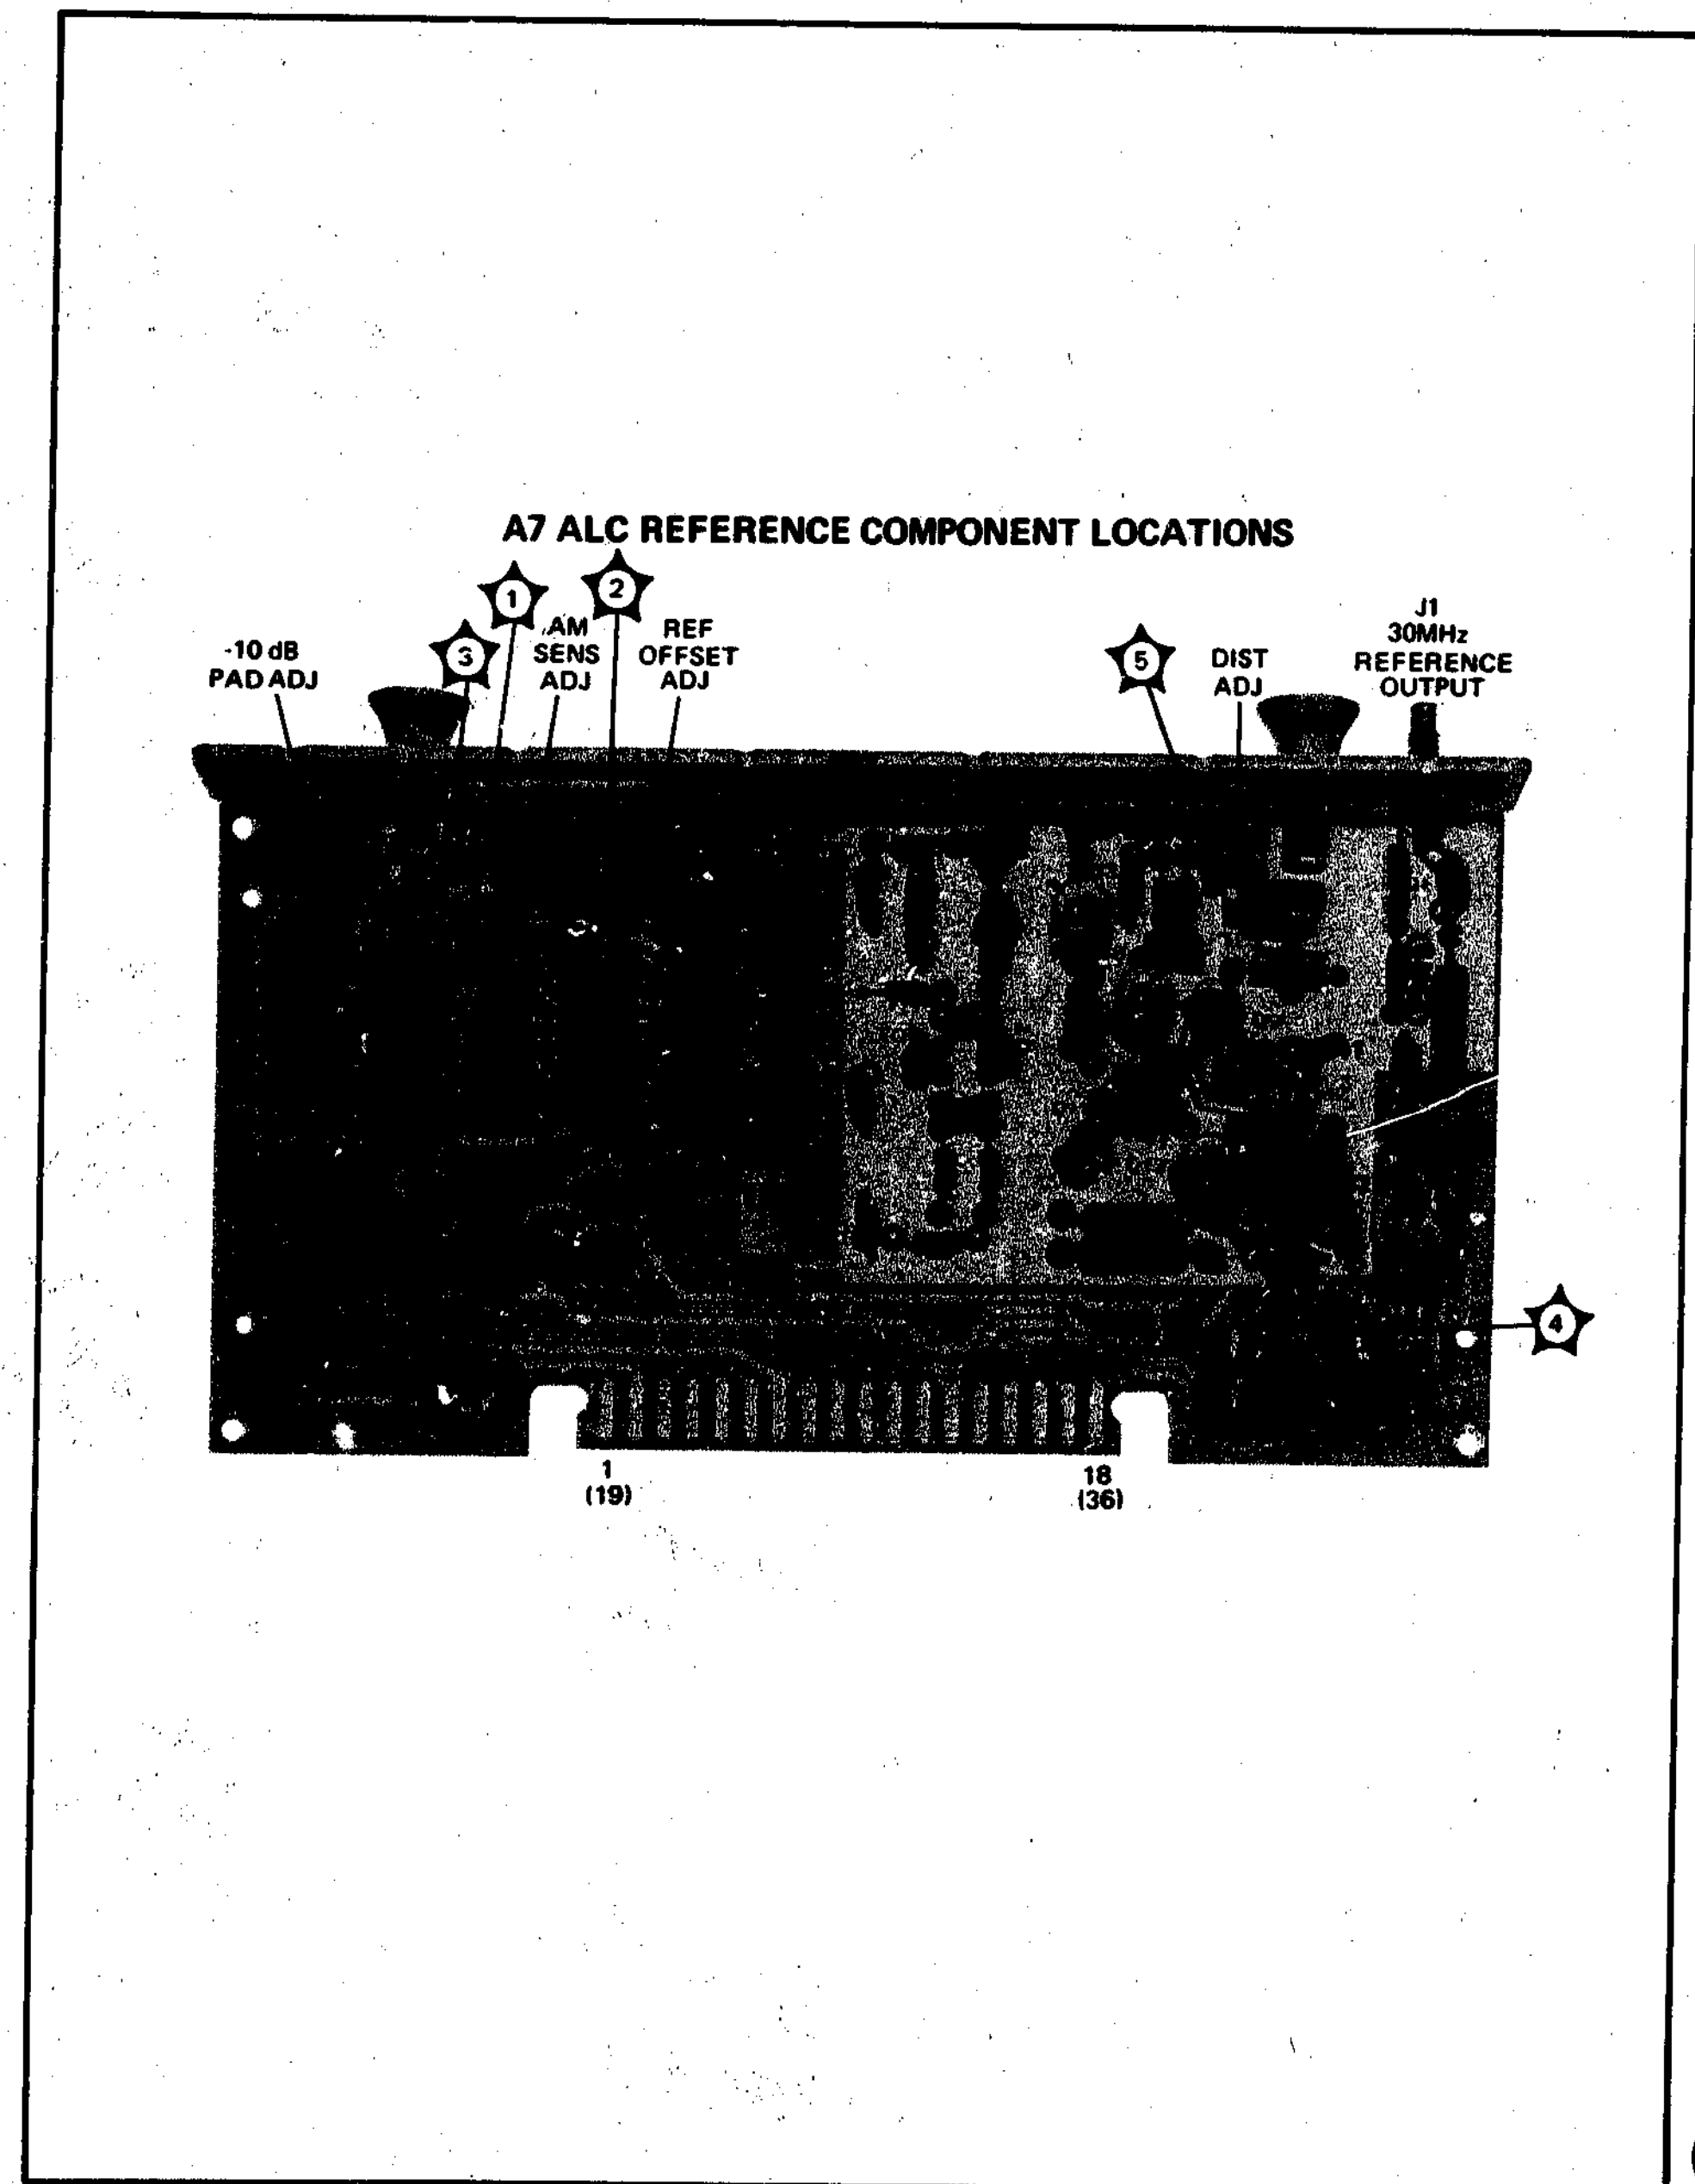 A7 ALC REFERENCE COMPONENT LOCATIONS
-10 dB
PAD ADJ
3
1
AM
SENS
ADJ
2
REF
OFFSET
ADJ
5
DIST
ADJ
J1
30MHz
REFERENCE
OUTPUT
4
1
(19)
18
(36)